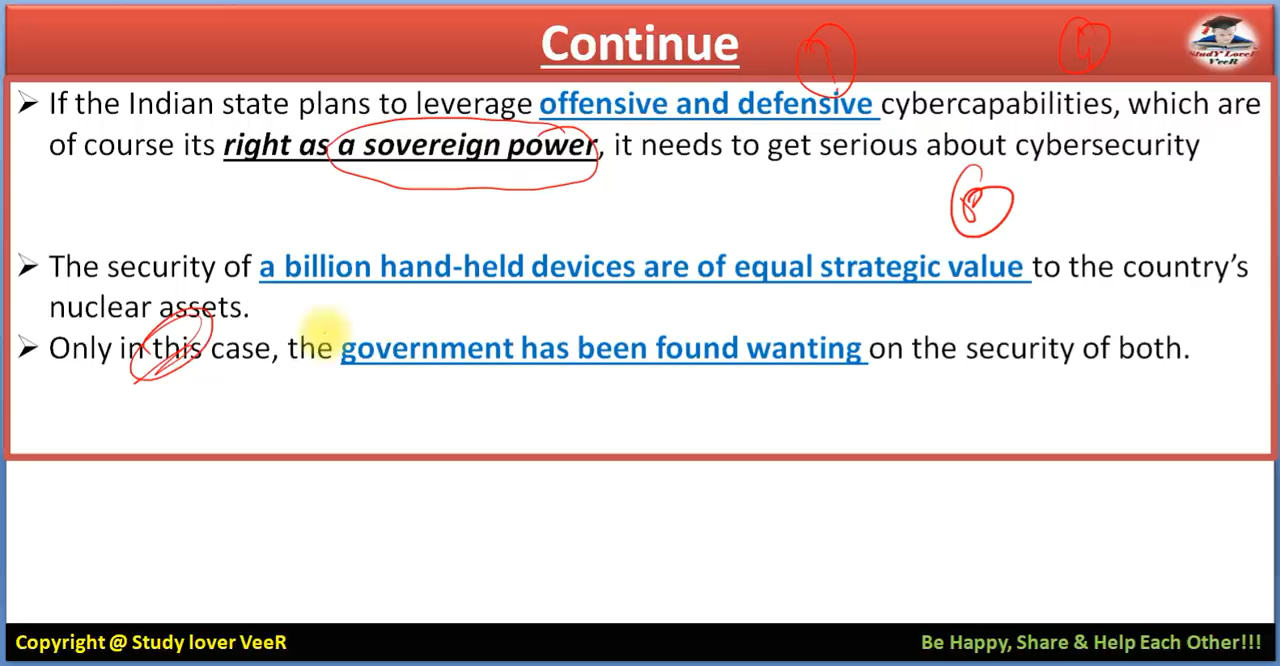 Continue
StudY LoveR
VeeR
➢ If the Indian state plans to leverage offensive and defensive cybercapabilities, which are
of course its right as a sovereign power, it needs to get serious about cybersecurity
➢ The security of a billion hand-held devices are of equal strategic value to the country’s
nuclear assets.
➢ Only in this case, the government has been found wanting on the security of both.
Copyright @ Study lover VeeR
Be Happy, Share & Help Each Other!!!